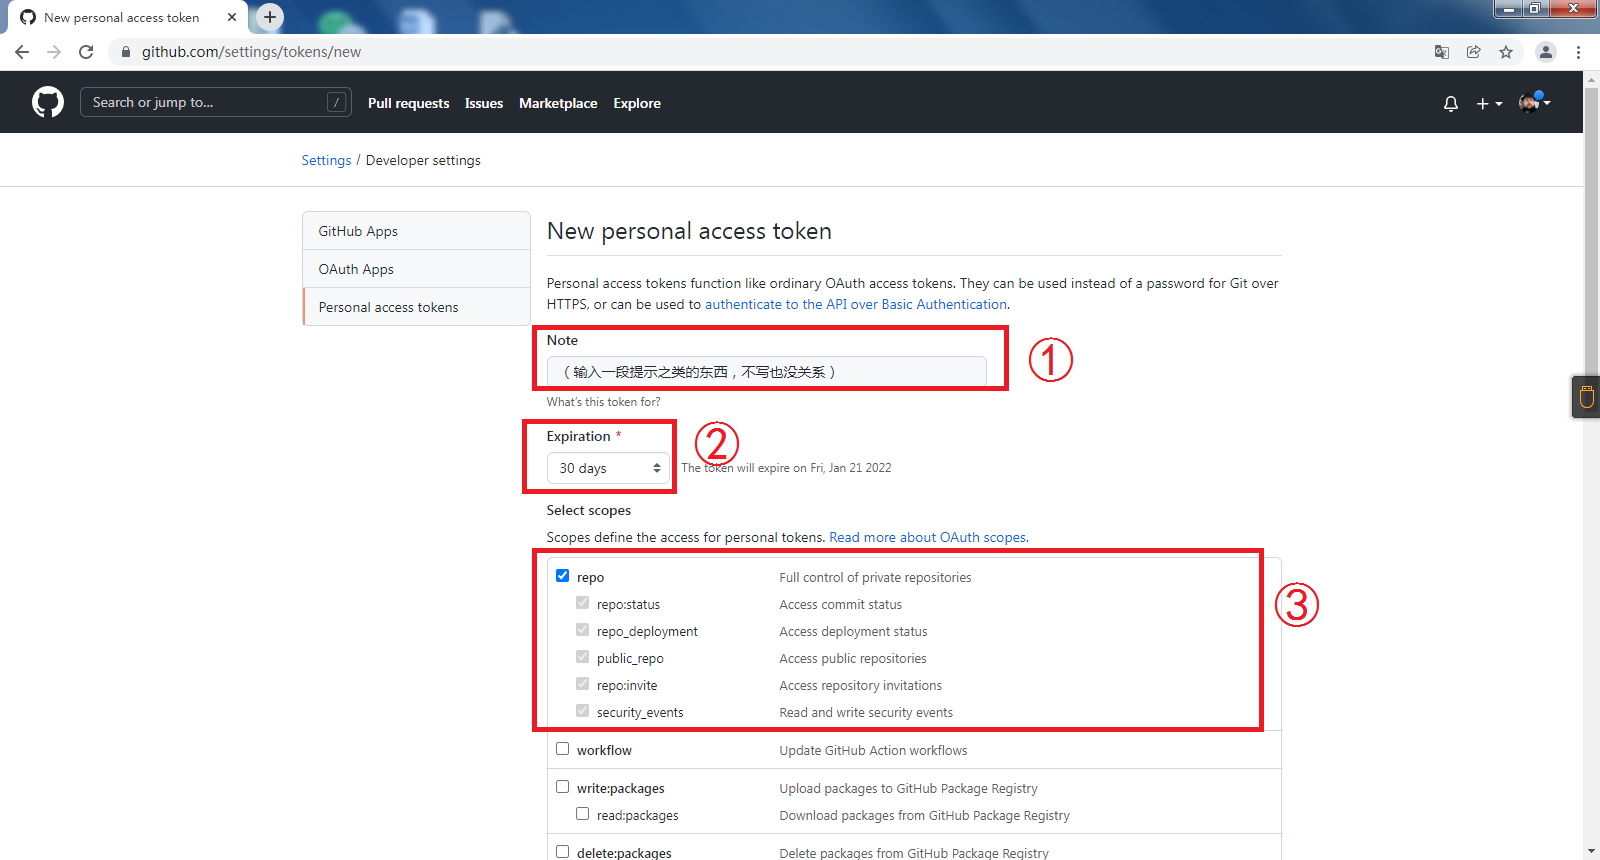 New personal access token
github.com/settings/tokens/new
Search or jump to... /
Pull requests Issues Marketplace Explore
Settings / Developer settings
GitHub Apps
OAuth Apps
Personal access tokens
New personal access token
Personal access tokens function like ordinary OAuth access tokens. They can be used instead of a password for Git over
HTTPS, or can be used to authenticate to the API over Basic Authentication.
Note
（输入一段提示之类的东西，不写也没关系）
①
What's this token for?
Expiration *
②
30 days
The token will expire on Fri, Jan 21 2022
Select scopes
Scopes define the access for personal tokens. Read more about OAuth scopes.
repo Full control of private repositories
③
repo:status Access commit status
repo_deployment Access deployment status
public_repo Access public repositories
repo:invite Access repository invitations
security_events Read and write security events
workflow Update GitHub Action workflows
write:packages Upload packages to GitHub Package Registry
read:packages Download packages from GitHub Package Registry
delete:packages Delete packages from GitHub Package Registry